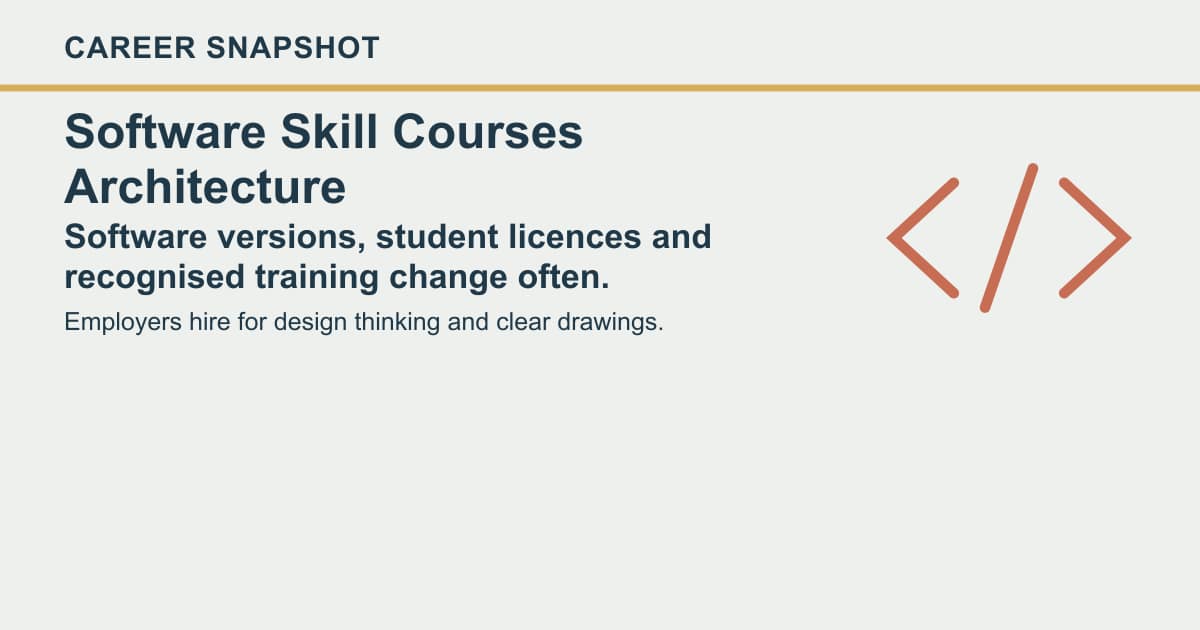 CAREER SNAPSHOT
Software Skill Courses
Architecture
Software versions, student licences and
recognised training change often.
Employers hire for design thinking and clear drawings.